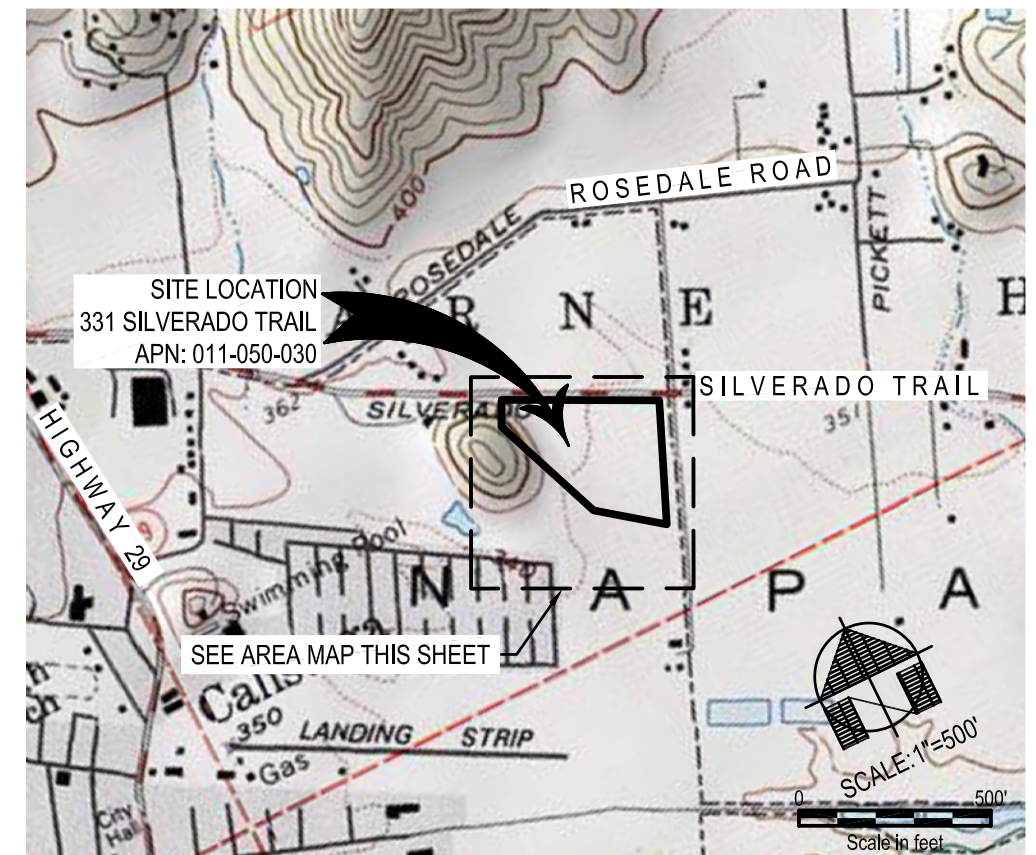 400
ROSEDALE ROAD
ROSEDALE
PICKETT
SITE LOCATION
331 SILVERADO TRAIL
APN: 011-050-030
R N E
H
SILVERADO TRAIL
362
SILVERADO
351
HIGHWAY 29
Swimming Pool
340
N A P A
SEE AREA MAP THIS SHEET
ch
350
LANDING STRIP
Gas
City
Hall
SCALE:1"=500'
0 500'
Scale in feet